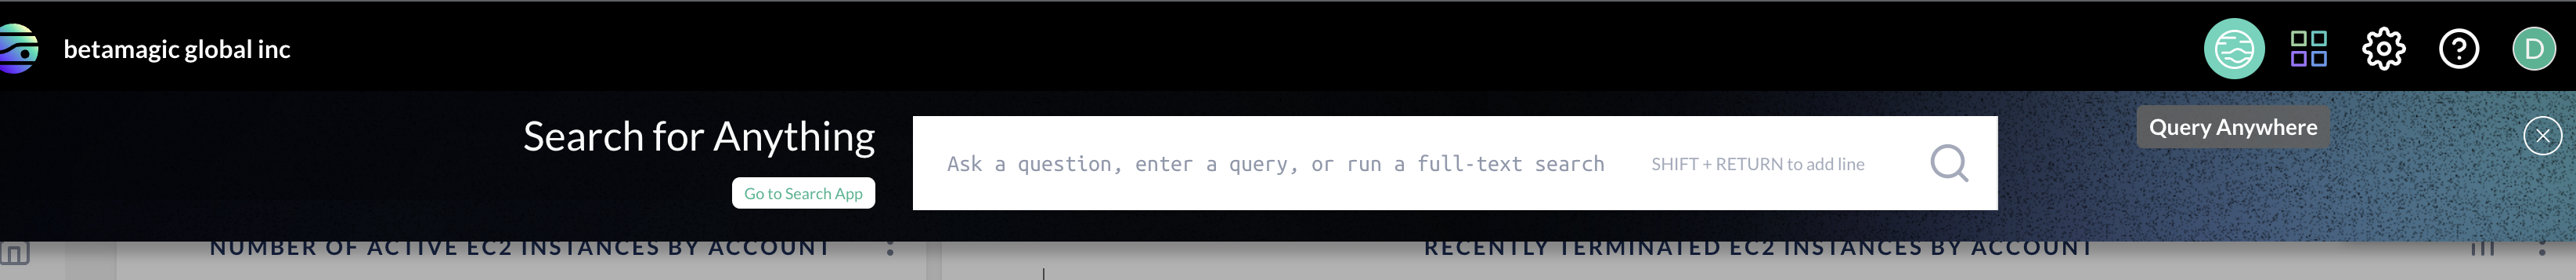 betamagic global inc
D
Search for Anything
Go to Search App
Ask a question, enter a query, or run a full-text search
SHIFT + RETURN to add line
Query Anywhere
NUMBER OF ACTIVE EC2 INSTANCES BY ACCOUNT
RECENTLY TERMINATED EC2 INSTANCES BY ACCOUNT